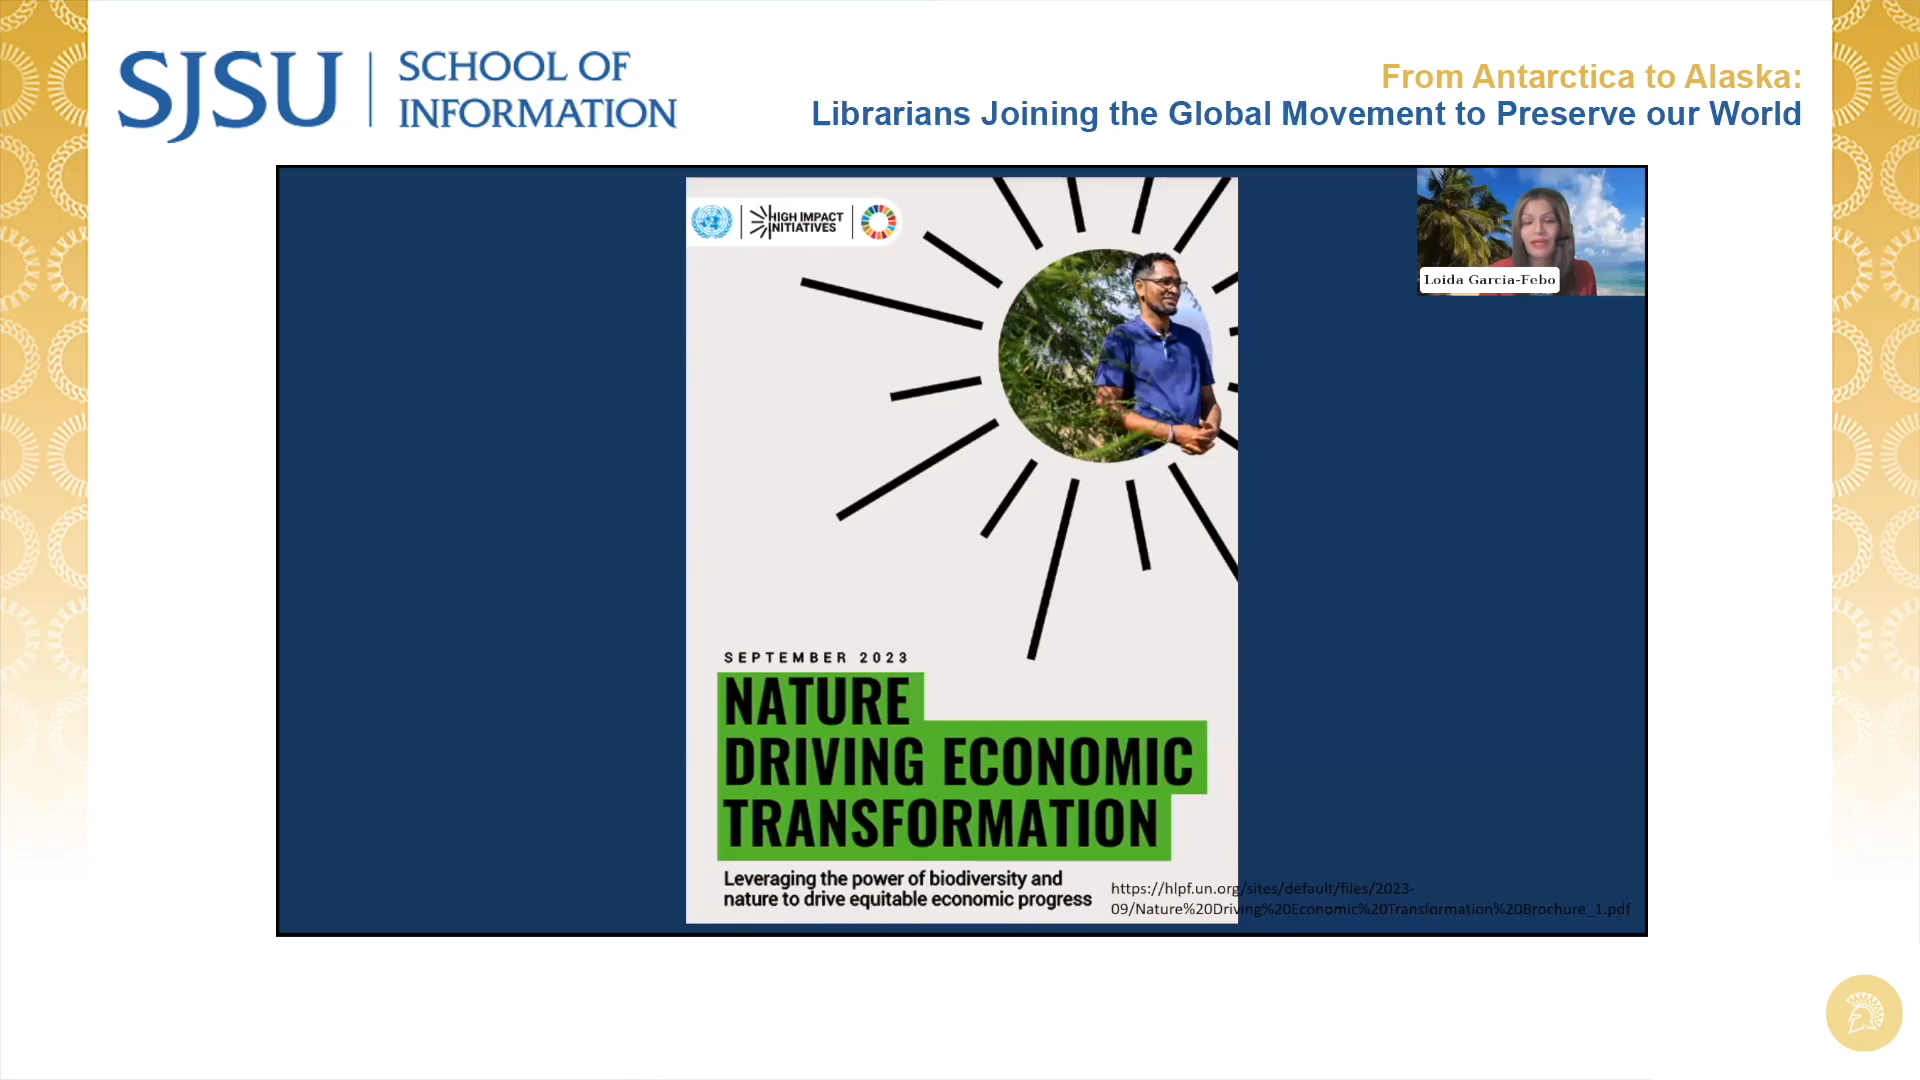 SJSU
SCHOOL OF
INFORMATION
From Antarctica to Alaska:
Librarians Joining the Global Movement to Preserve our World
HIGH IMPACT
INITIATIVES
Loida Garcia-Febo
SEPTEMBER 2023
NATURE
DRIVING ECONOMIC
TRANSFORMATION
Leveraging the power of biodiversity and
nature to drive equitable economic progress
https://hlpf.un.org/sites/default/files/2023-
09/Nature%20Driving%20Economic%20Transformation%20Brochure_1.pdf